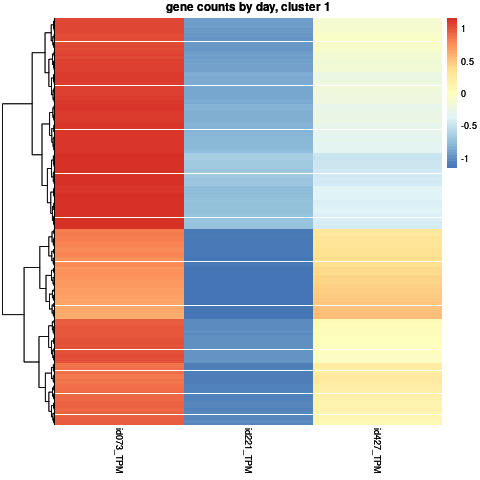 gene counts by day, cluster 1
1
0.5
0
-0.5
-1
id073_TPM
id221_TPM
id427_TPM